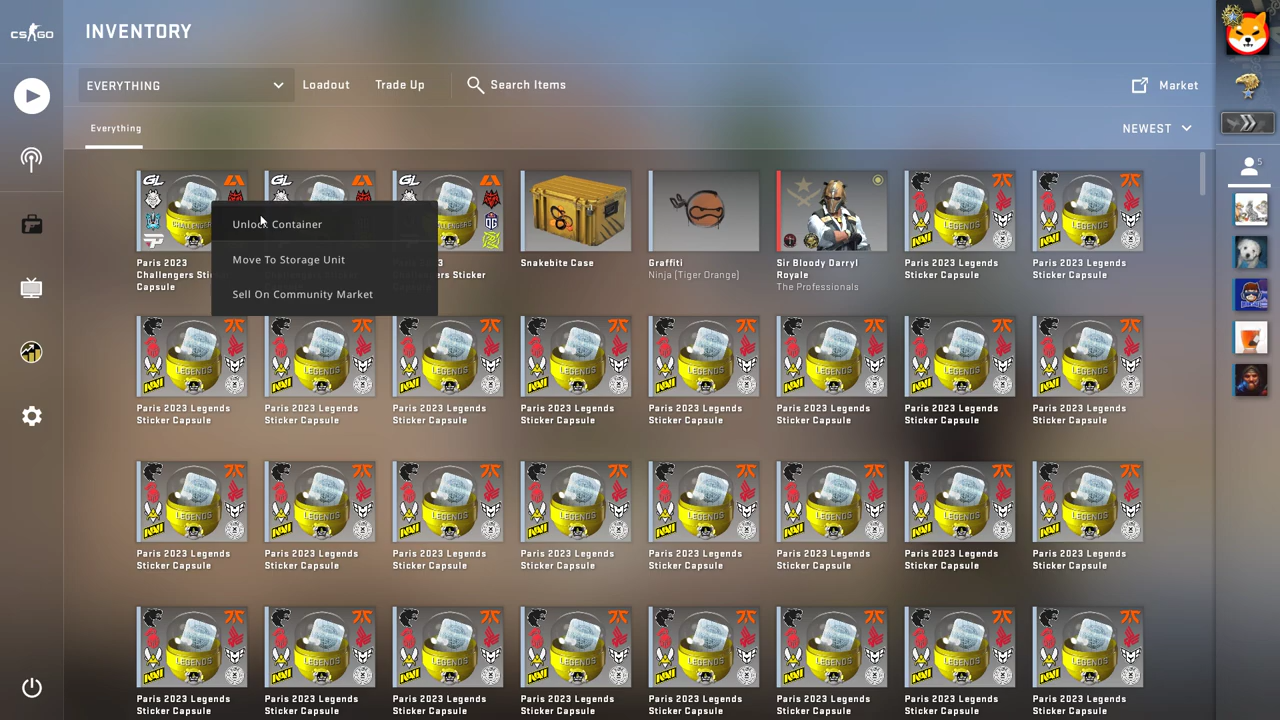 CS GO
INVENTORY
EVERYTHING
Loadout
Trade Up
Search Items
Market
Everything
NEWEST
Unlock Container
Move To Storage Unit
Sell On Community Market
Paris 2023
Challengers
Capsule
Sticker
Snakebite Case
Graffiti
Ninja (Tiger Orange)
Sir Bloody Darryl
Royale
The Professionals
Paris 2023 Legends
Sticker Capsule
Paris 2023 Legends
Sticker Capsule
Paris 2023 Legends
Sticker Capsule
Paris 2023 Legends
Sticker Capsule
Paris 2023 Legends
Sticker Capsule
Paris 2023 Legends
Sticker Capsule
Paris 2023 Legends
Sticker Capsule
Paris 2023 Legends
Sticker Capsule
Paris 2023 Legends
Sticker Capsule
Paris 2023 Legends
Sticker Capsule
Paris 2023 Legends
Sticker Capsule
Paris 2023 Legends
Sticker Capsule
Paris 2023 Legends
Sticker Capsule
Paris 2023 Legends
Sticker Capsule
Paris 2023 Legends
Sticker Capsule
Paris 2023 Legends
Sticker Capsule
Paris 2023 Legends
Sticker Capsule
Paris 2023 Legends
Sticker Capsule
Paris 2023 Legends
Sticker Capsule
Paris 2023 Legends
Sticker Capsule
Paris 2023 Legends
Sticker Capsule
Paris 2023 Legends
Sticker Capsule
Paris 2023 Legends
Sticker Capsule
Paris 2023 Legends
Sticker Capsule
Paris 2023 Legends
Sticker Capsule
Paris 2023 Legends
Sticker Capsule
5